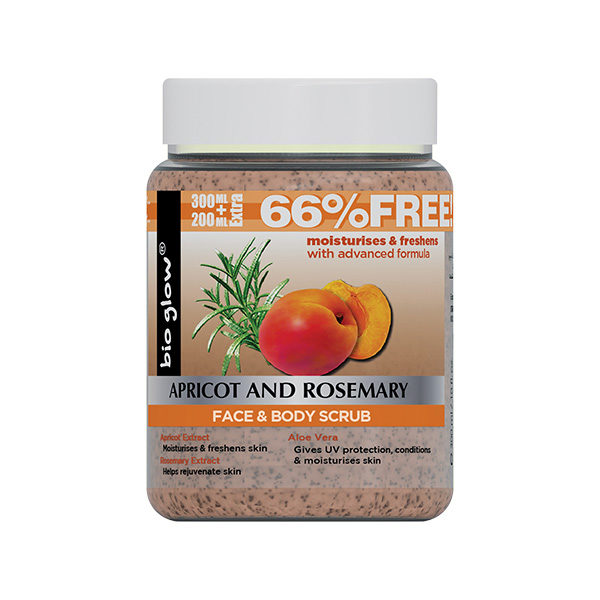 300ML
+
200ML
Extra
66%FREE!
moisturises & freshens
with advanced formula
bio glow®
APRICOT AND ROSEMARY
FACE & BODY SCRUB
Apricot Extract
Moisturises & freshens skin
Rosemary Extract
Helps rejuvenate skin
Aloe Vera
Gives UV protection, conditions
& moisturises skin